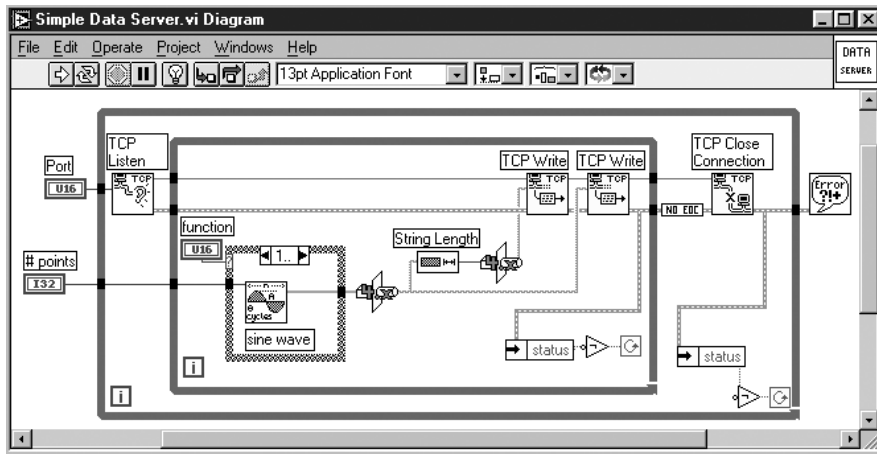 Simple Data Server.vi Diagram
File Edit Operate Project Windows Help
DATA
SERVER
13pt Application Font
TCP
Listen
TCP Write
TCP Write
TCP Close
Connection
Port
U16
TCP
TCP
TCP
TCP
Error
?!+
NO EOC
function
U16
1..
String Length
# points
I32
?
n
A
θ
cycles
sine wave
status
status
i
i